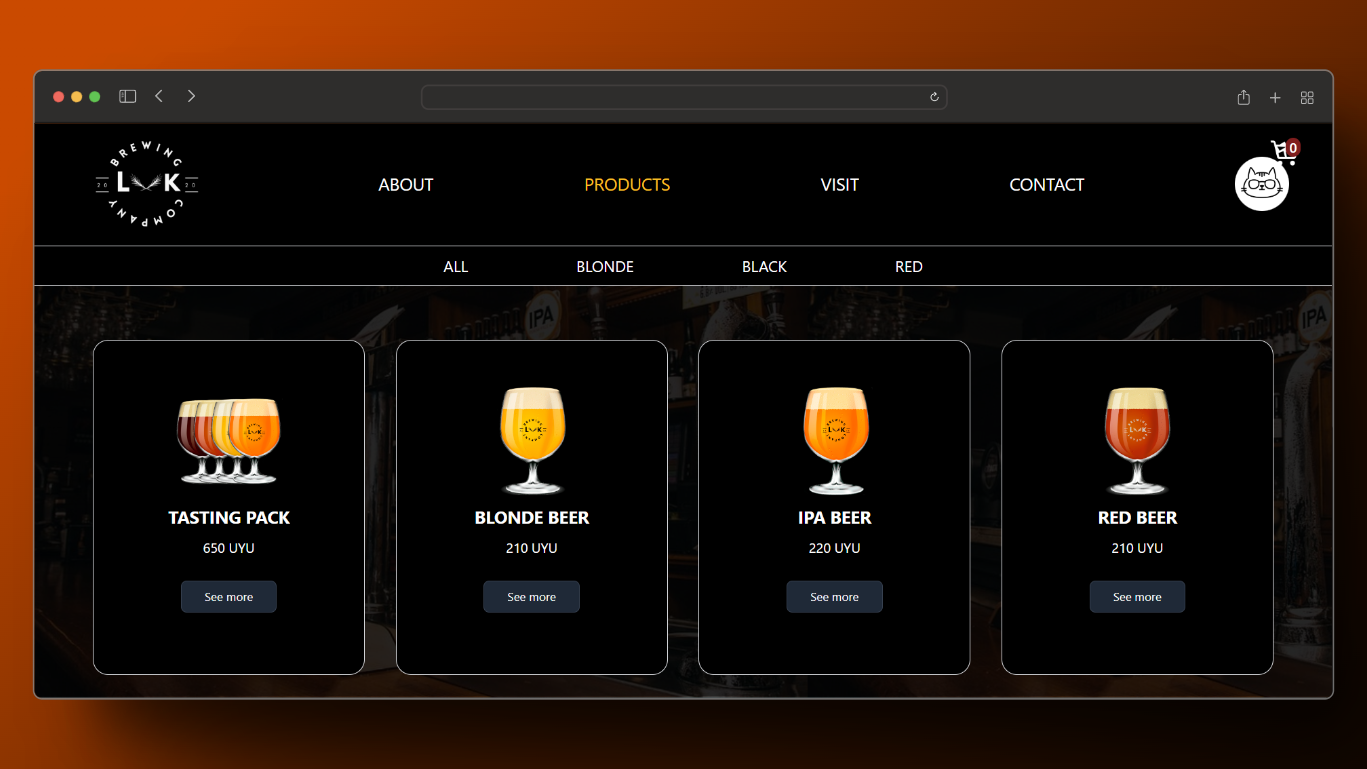 BREWING
20 L K 20
COMPANY
ABOUT
PRODUCTS
VISIT
CONTACT
0
ALL
BLONDE
BLACK
RED
IPA
IPA
TASTING PACK
650 UYU
See more
BLONDE BEER
210 UYU
See more
IPA BEER
220 UYU
See more
RED BEER
210 UYU
See more